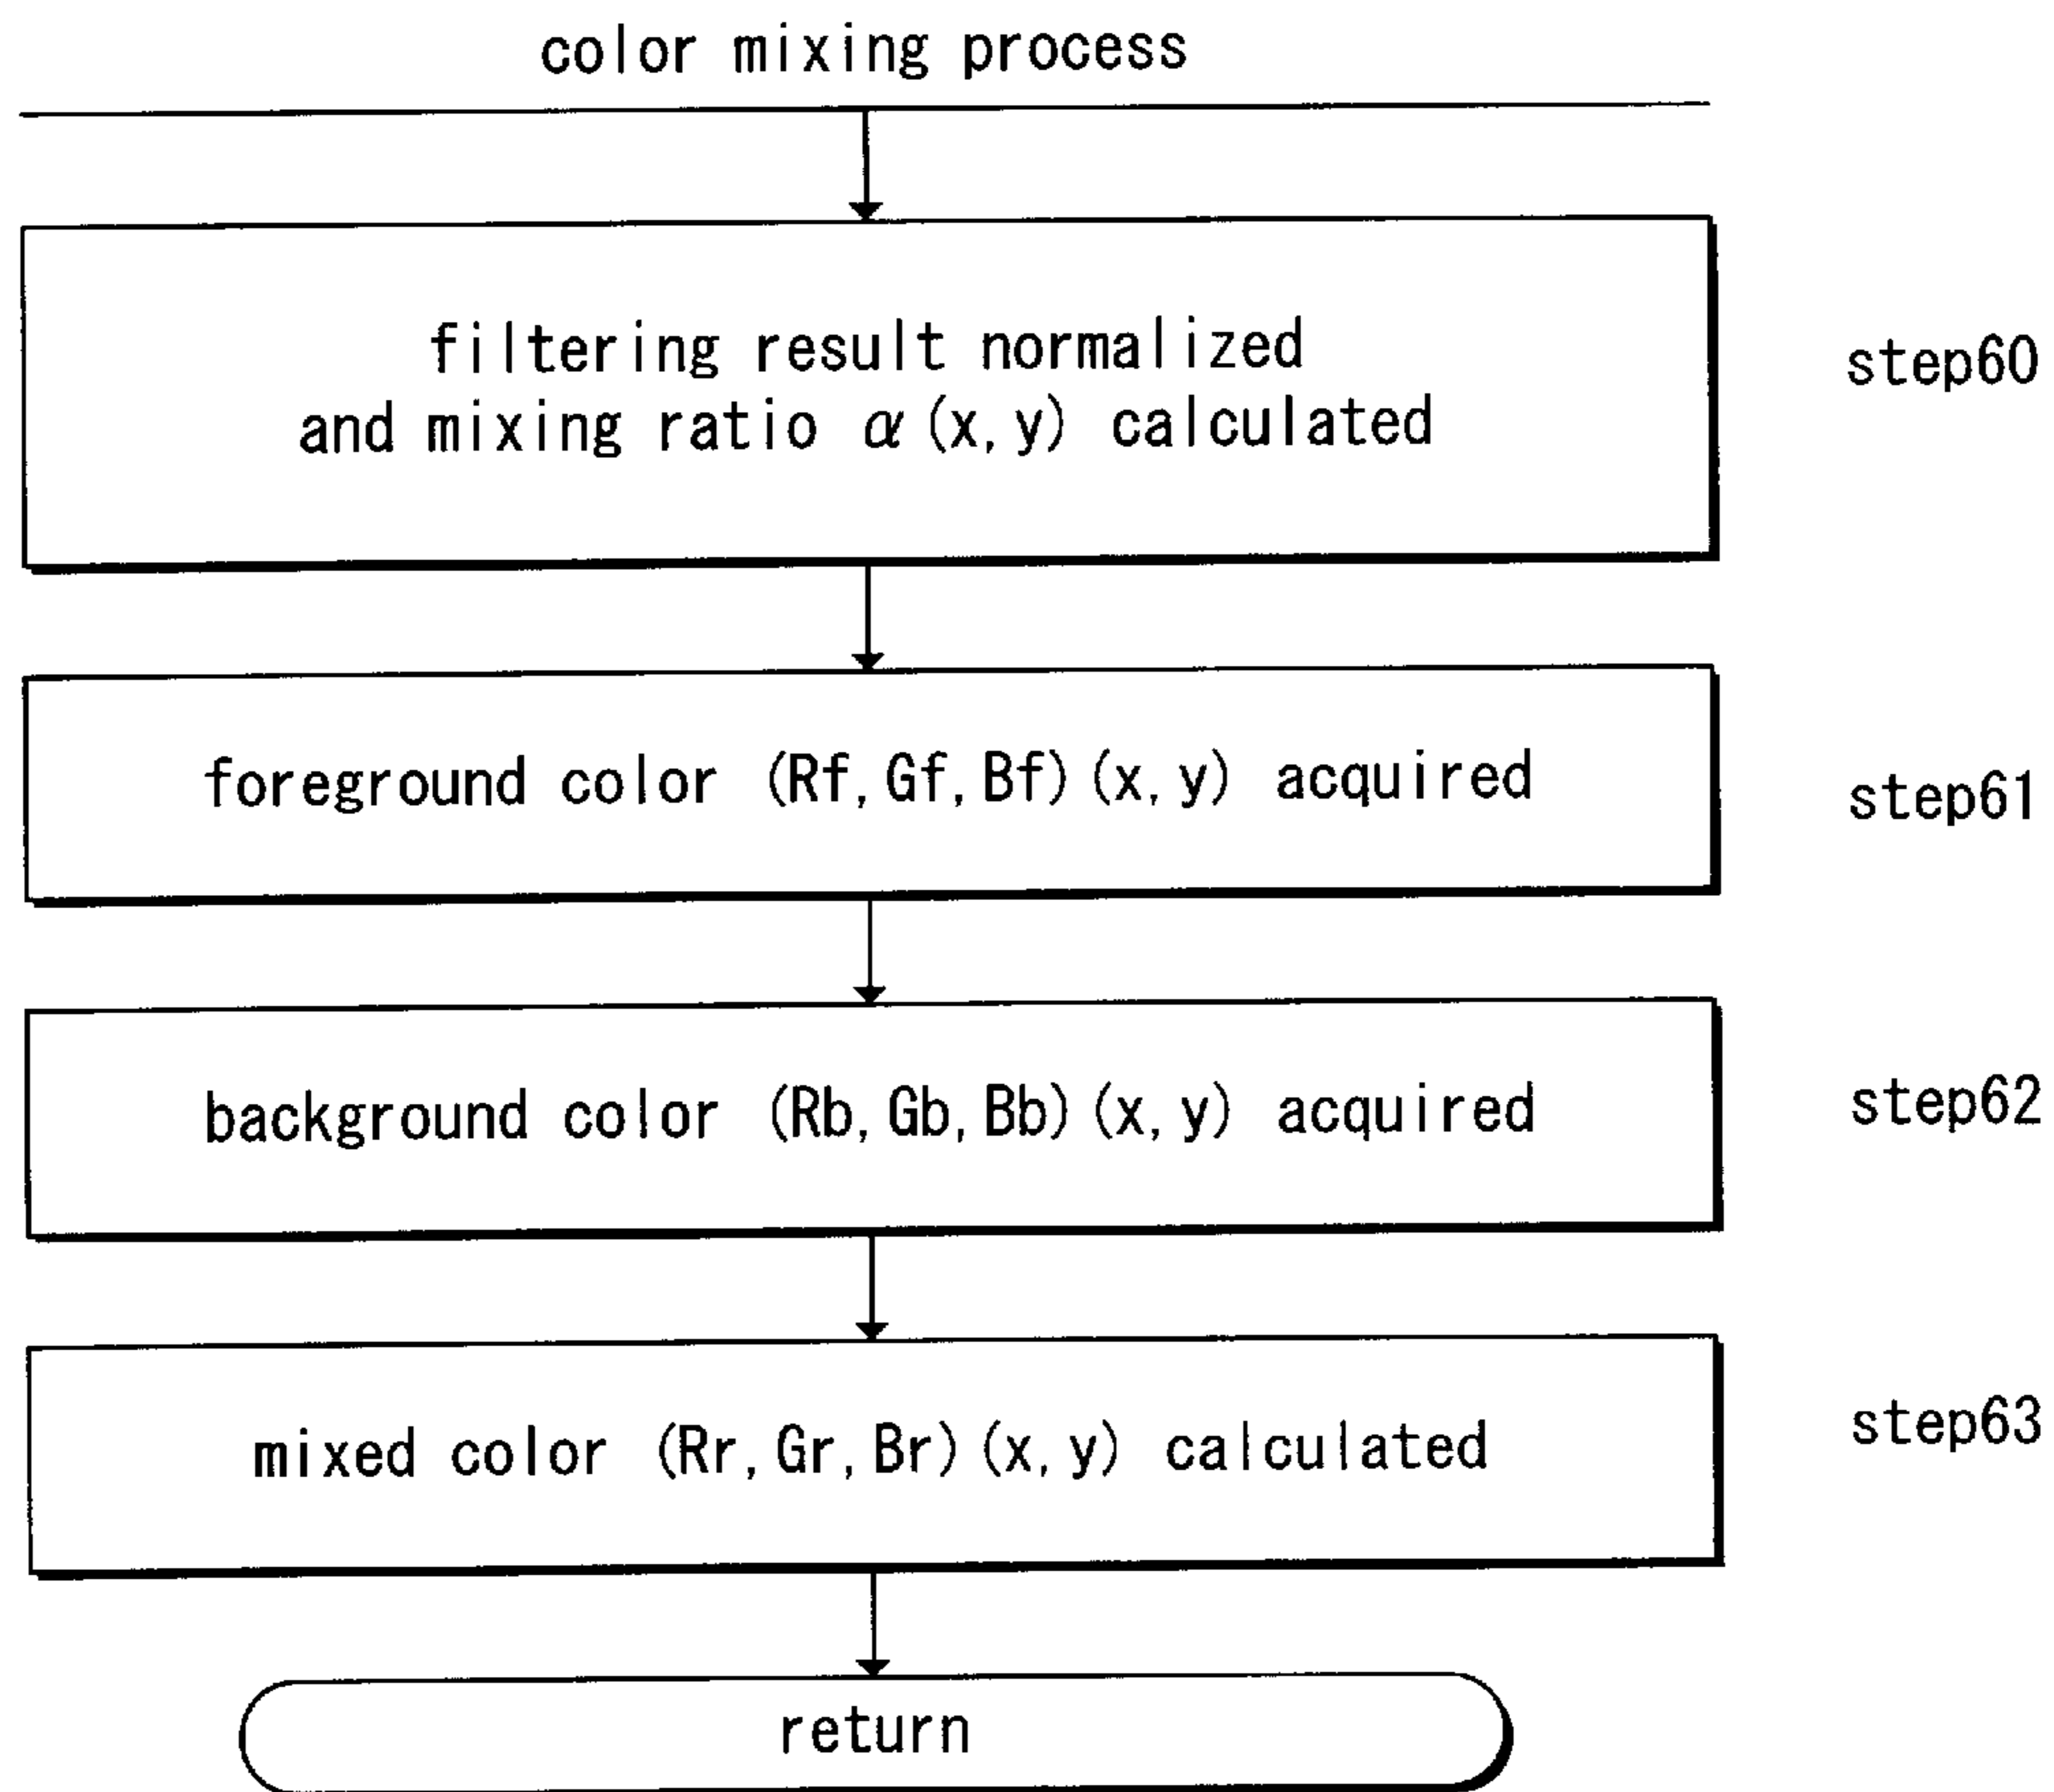 color mixing process
filtering result normalized
and mixing ratio α(x,y) calculated
step60
foreground color (Rf,Gf,Bf)(x,y) acquired
step61
background color (Rb,Gb,Bb)(x,y) acquired
step62
mixed color (Rr,Gr,Br)(x,y) calculated
step63
return